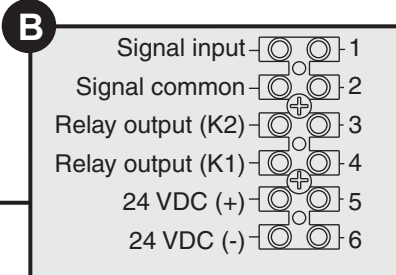 B
Signal input 1
Signal common 2
Relay output (K2) 3
Relay output (K1) 4
24 VDC (+) 5
24 VDC (-) 6